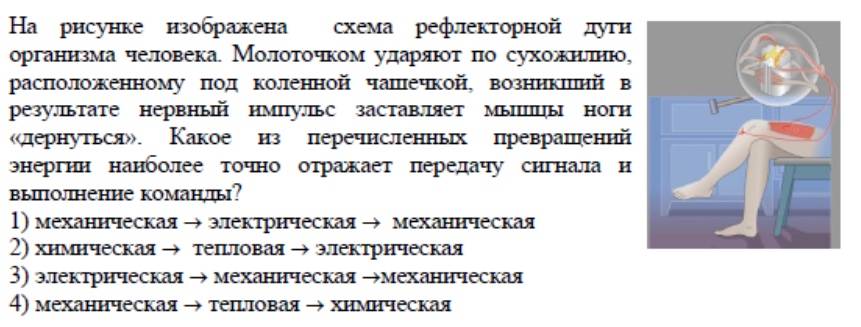 На рисунке изображена схема рефлекторной дуги
организма человека. Молоточком ударяют по сухожилию,
расположенному под коленной чашечкой, возникший в
результате нервный импульс заставляет мышцы ноги
«дернуться». Какое из перечисленных превращений
энергии наиболее точно отражает передачу сигнала и
выполнение команды?
1) механическая → электрическая → механическая
2) химическая → тепловая → электрическая
3) электрическая → механическая →механическая
4) механическая → тепловая → химическая